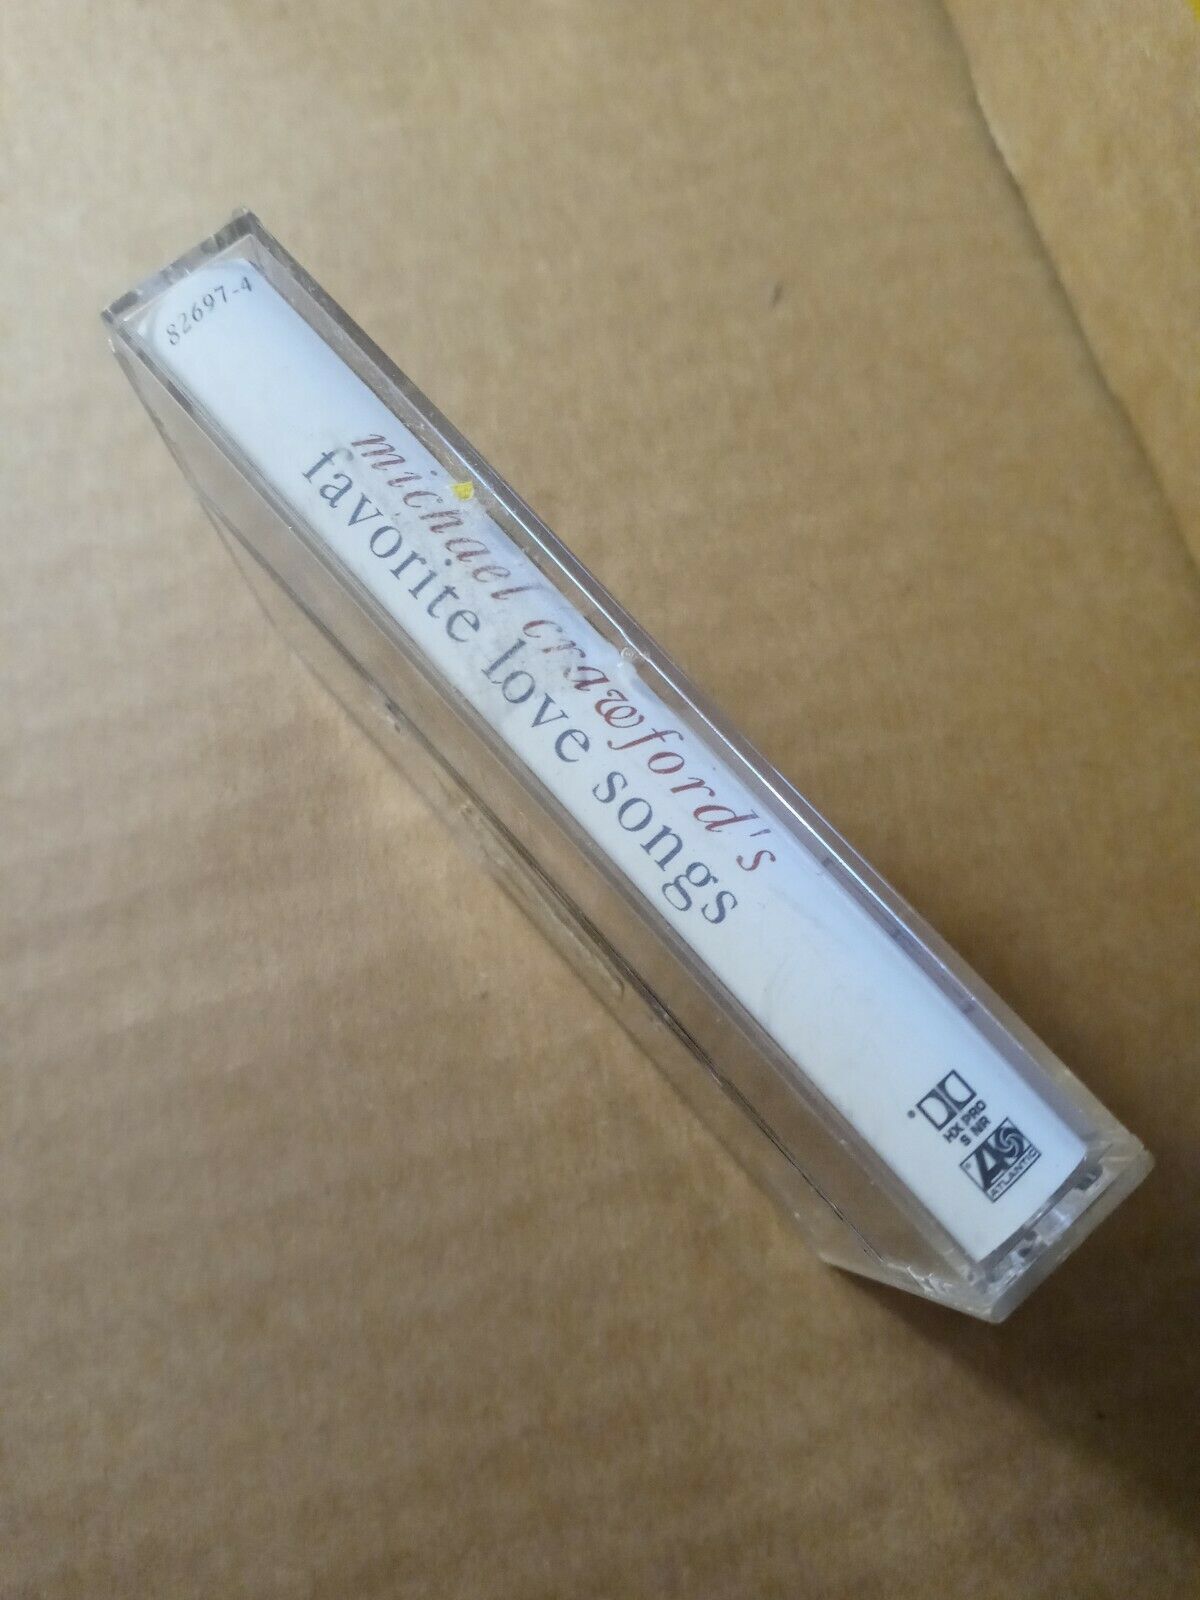 82697-4
michael crawford's
favorite love songs
HX PRO
S NR
ATLANTIC